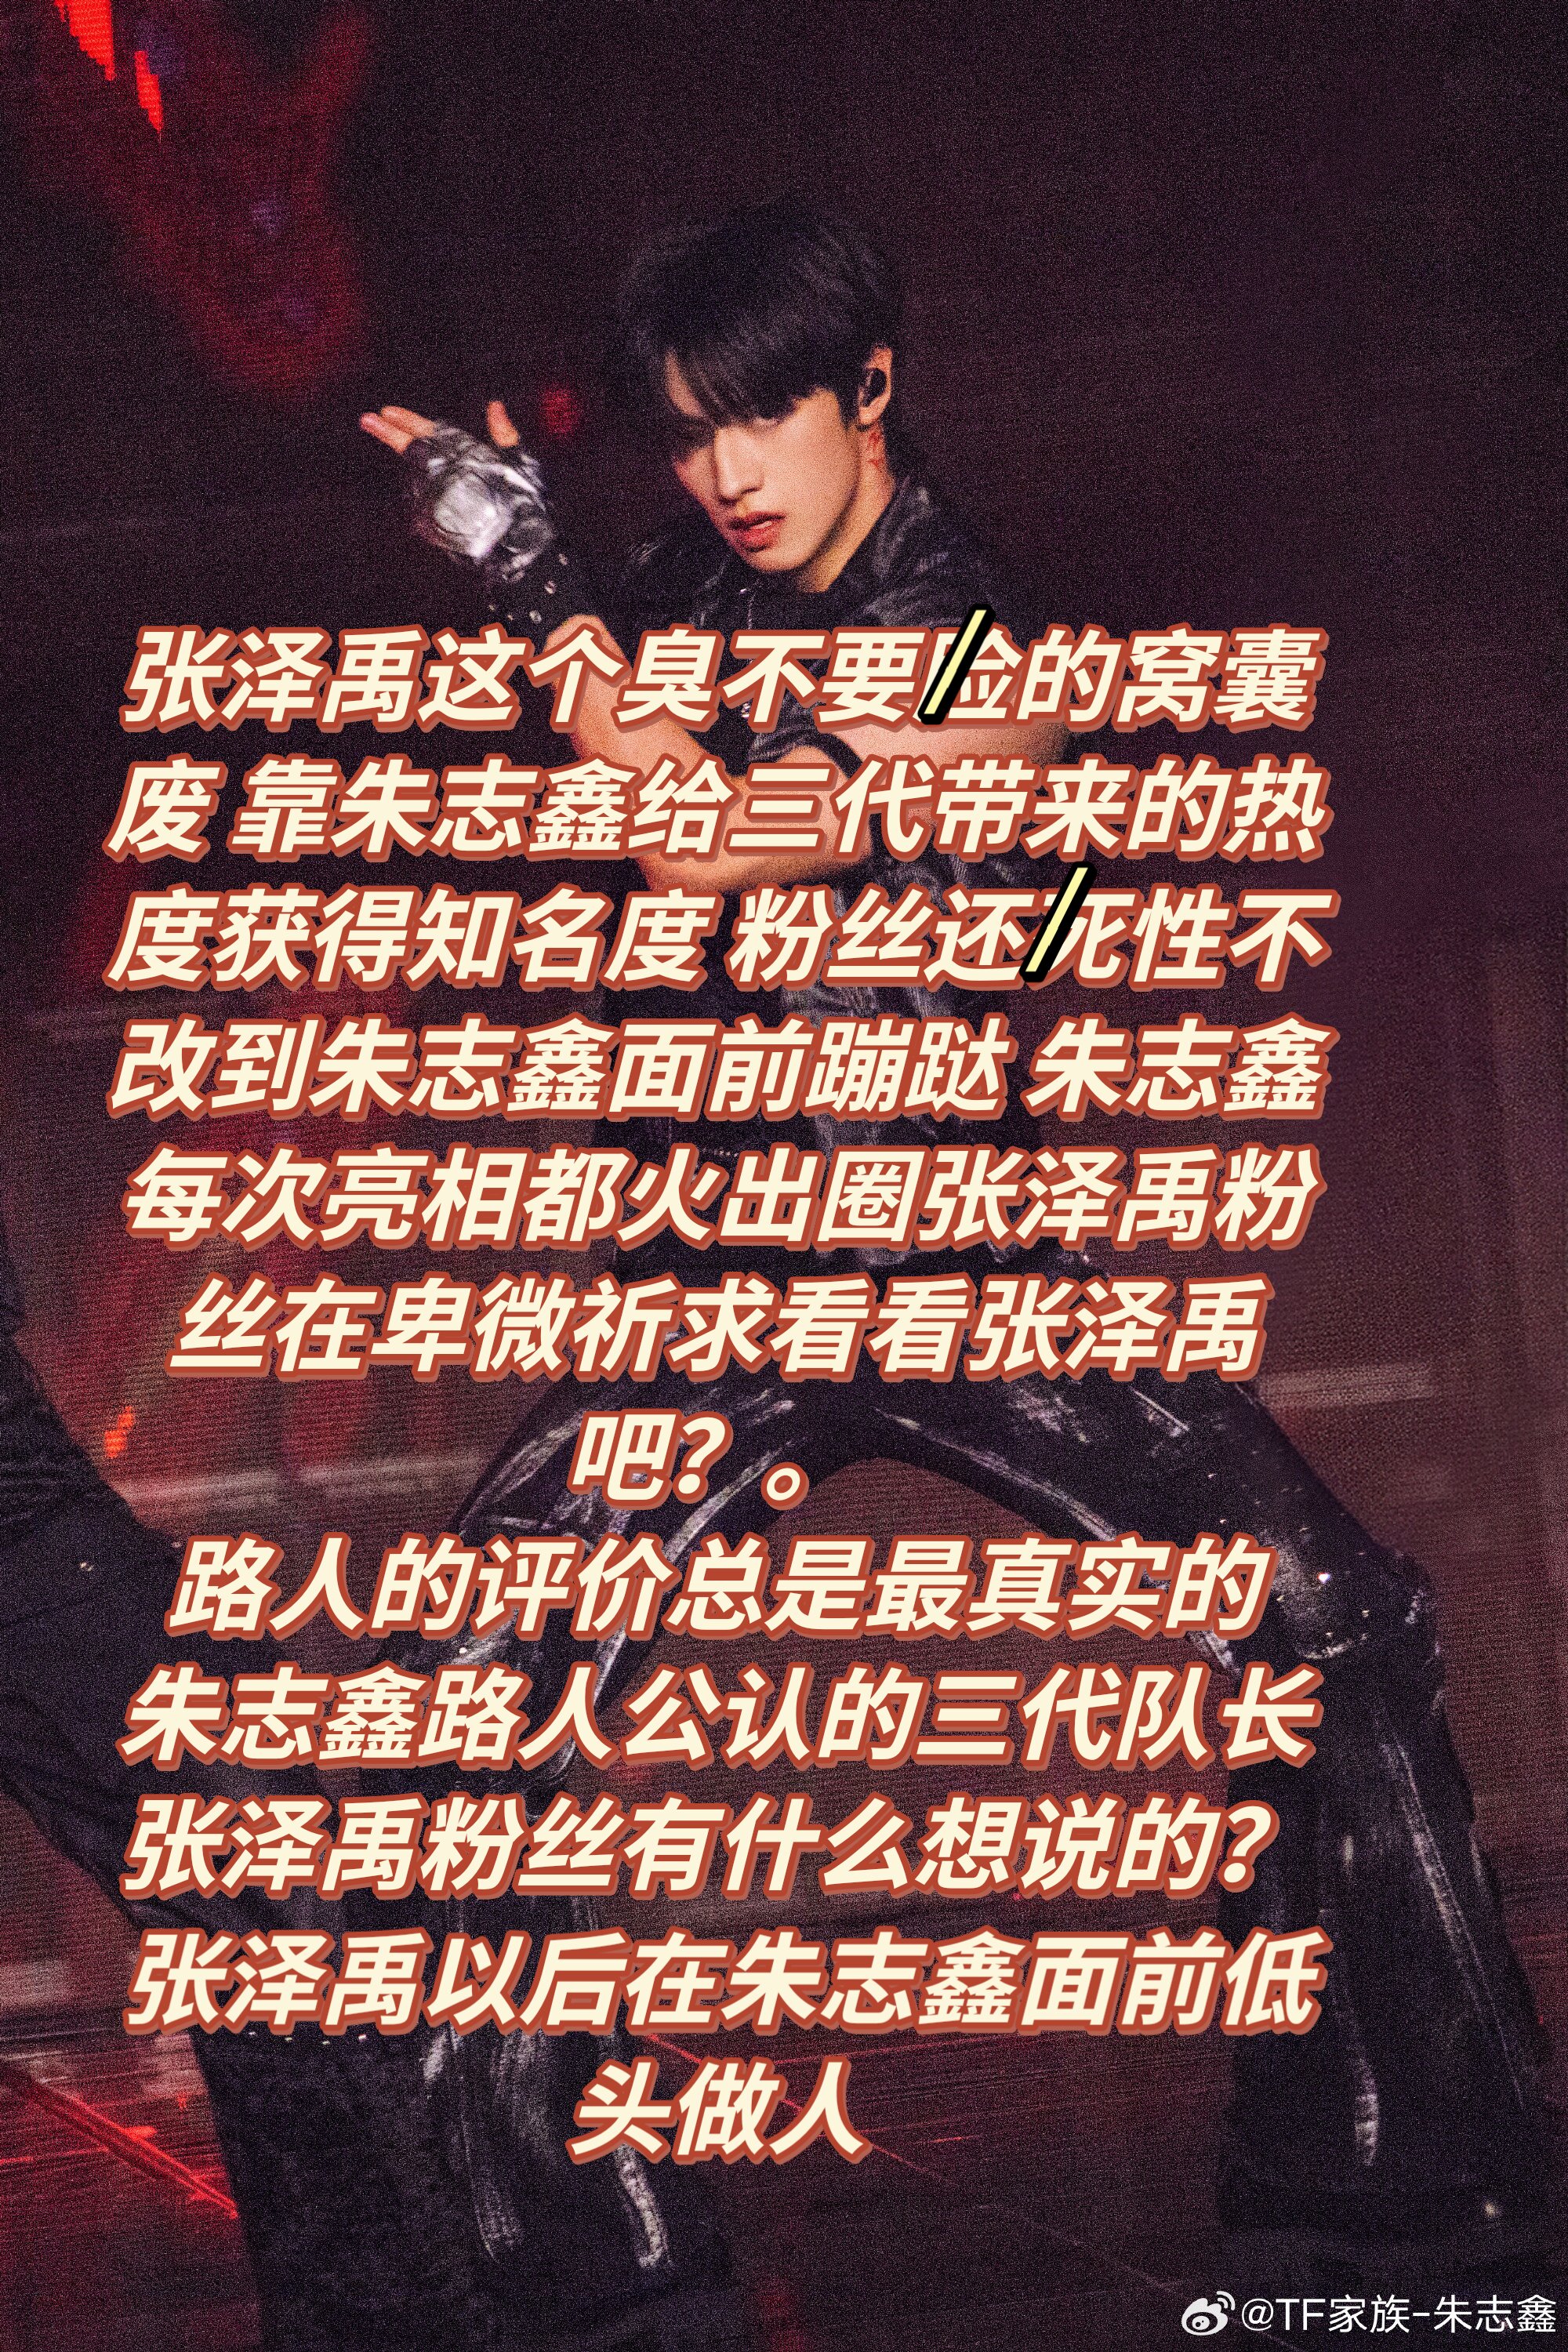 张泽禹这个臭不要脸的窝囊
废 靠朱志鑫给三代带来的热
度获得知名度 粉丝还死性不
改到朱志鑫面前蹦跶 朱志鑫
每次亮相都火出圈张泽禹粉
丝在卑微祈求看看张泽禹
吧？。
路人的评价总是最真实的
朱志鑫路人公认的三代队长
张泽禹粉丝有什么想说的？
张泽禹以后在朱志鑫面前低
头做人
@TF家族-朱志鑫